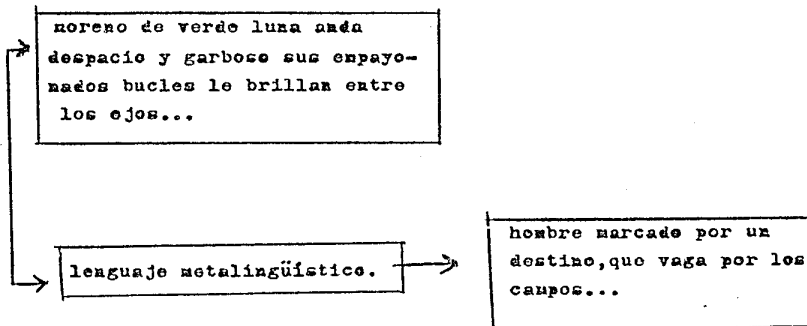 moreno de verde luna anda
despacio y garboso sus empavo-
nados bucles le brillan entre
los ojos...
lenguaje metalingüístico.
hombre marcado por un
destino,que vaga por los
campos...